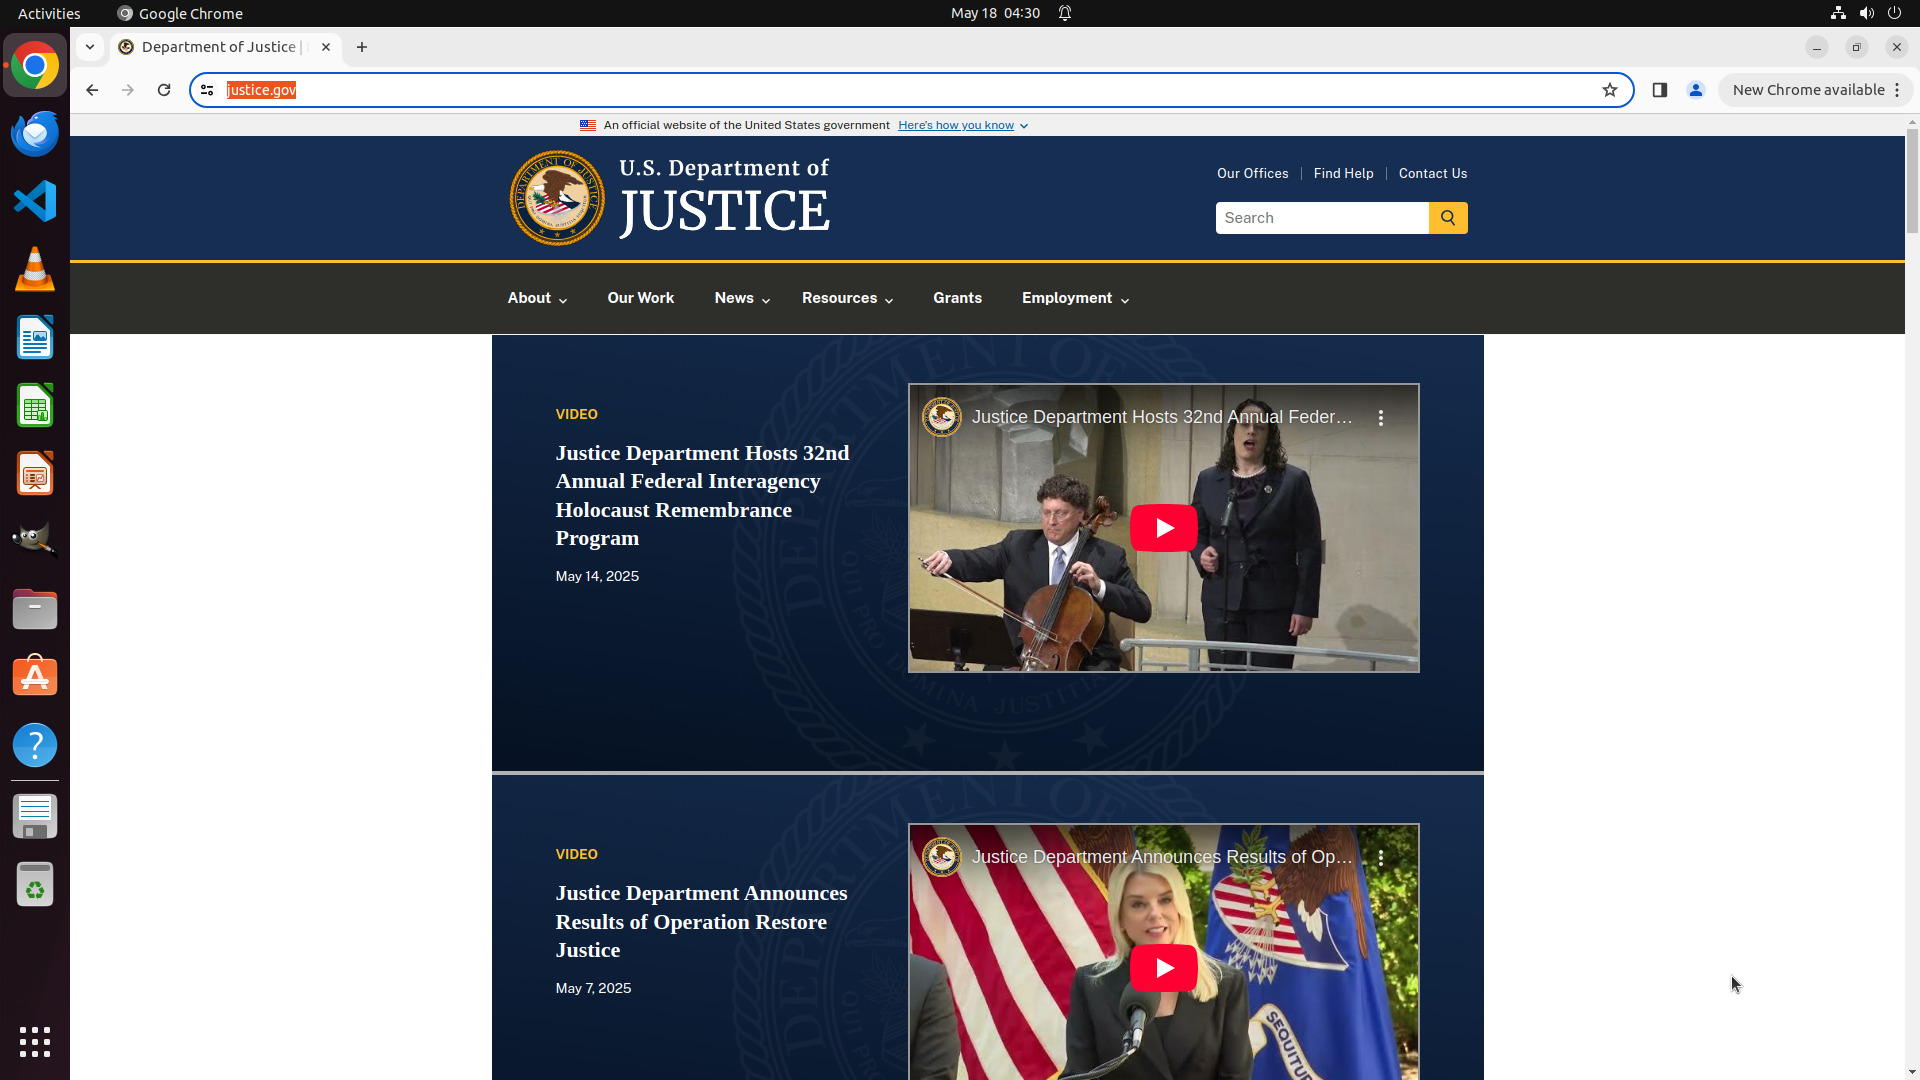 Activities
Google Chrome
May 18 04:30
Department of Justice |
justice.gov
New Chrome available
An official website of the United States government
Here's how you know
U.S. Department of
JUSTICE
Our Offices
Find Help
Contact Us
Search
About
Our Work
News
Resources
Grants
Employment
VIDEO
Justice Department Hosts 32nd
Annual Federal Interagency
Holocaust Remembrance
Program
May 14, 2025
Justice Department Hosts 32nd Annual Feder...
VIDEO
Justice Department Announces
Results of Operation Restore
Justice
May 7, 2025
Justice Department Announces Results of Op...